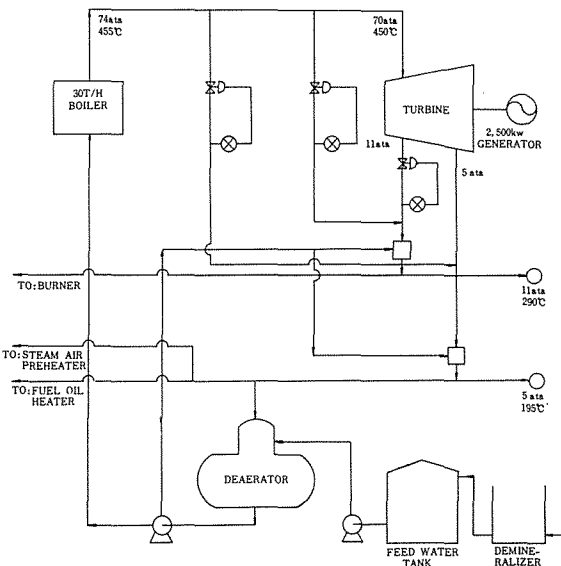 74ata
455℃
70ata
450℃
30T/H
BOILER
TURBINE
2,500kw
GENERATOR
11ata
5 ata
TO:BURNER
11ata
290℃
TO:STEAM AIR
PREHEATER
TO:FUEL OIL
HEATER
5 ata
195℃
DEAERATOR
FEED WATER
TANK
DEMINE-
RALIZER